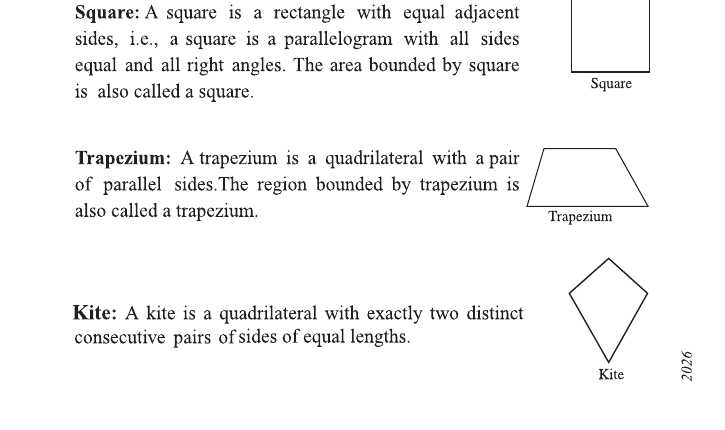 Square: A square is a rectangle with equal adjacent
sides, i.e., a square is a parallelogram with all sides
equal and all right angles. The area bounded by square
is also called a square.
Square
Trapezium: A trapezium is a quadrilateral with a pair
of parallel sides.The region bounded by trapezium is
also called a trapezium.
Trapezium
Kite: A kite is a quadrilateral with exactly two distinct
consecutive pairs of sides of equal lengths.
Kite
2026